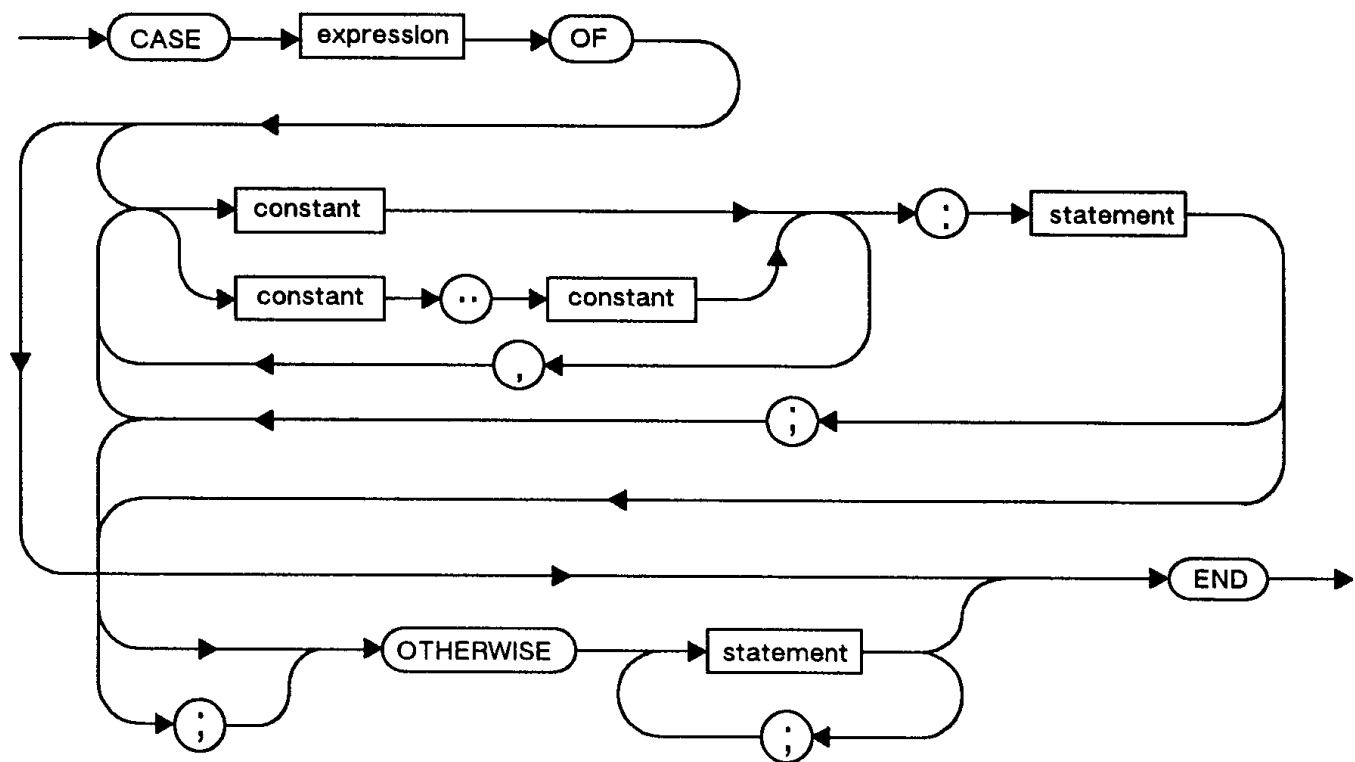 CASE expression OF
constant : statement
constant .. constant
,
;
END
OTHERWISE statement
; ;